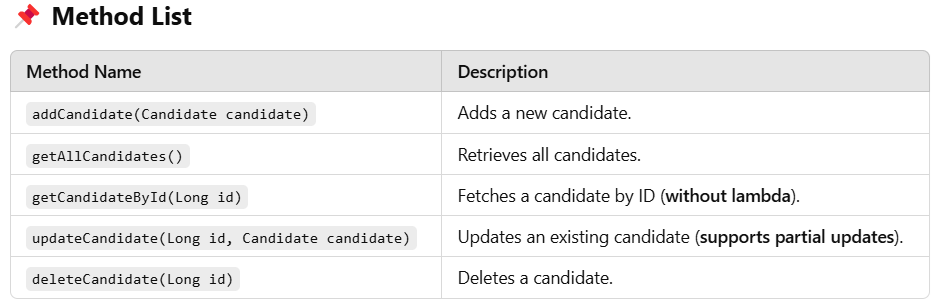 📌 Method List
Method Name Description
addCandidate(Candidate candidate) Adds a new candidate.
getAllCandidates() Retrieves all candidates.
getCandidateById(Long id) Fetches a candidate by ID (without lambda).
updateCandidate(Long id, Candidate candidate) Updates an existing candidate (supports partial updates).
deleteCandidate(Long id) Deletes a candidate.